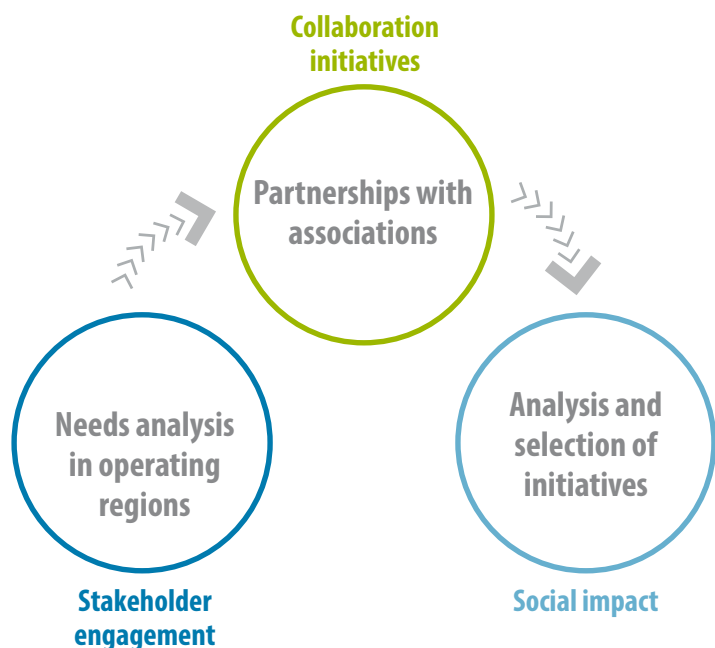 Collaboration
initiatives
Partnerships with
associations
Needs analysis
in operating
regions
Analysis and
selection of
initiatives
Stakeholder
engagement
Social impact